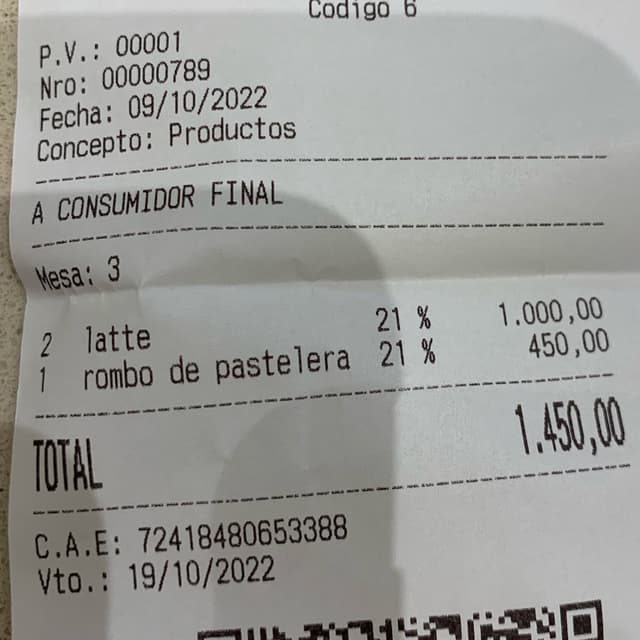 Codigo 6
P.V.: 00001
Nro: 00000789
Fecha: 09/10/2022
Concepto: Productos
A CONSUMIDOR FINAL
Mesa: 3
2 latte 21 % 1.000,00
1 rombo de pastelera 21 % 450,00
TOTAL 1.450,00
C.A.E: 72418480653388
Vto.: 19/10/2022